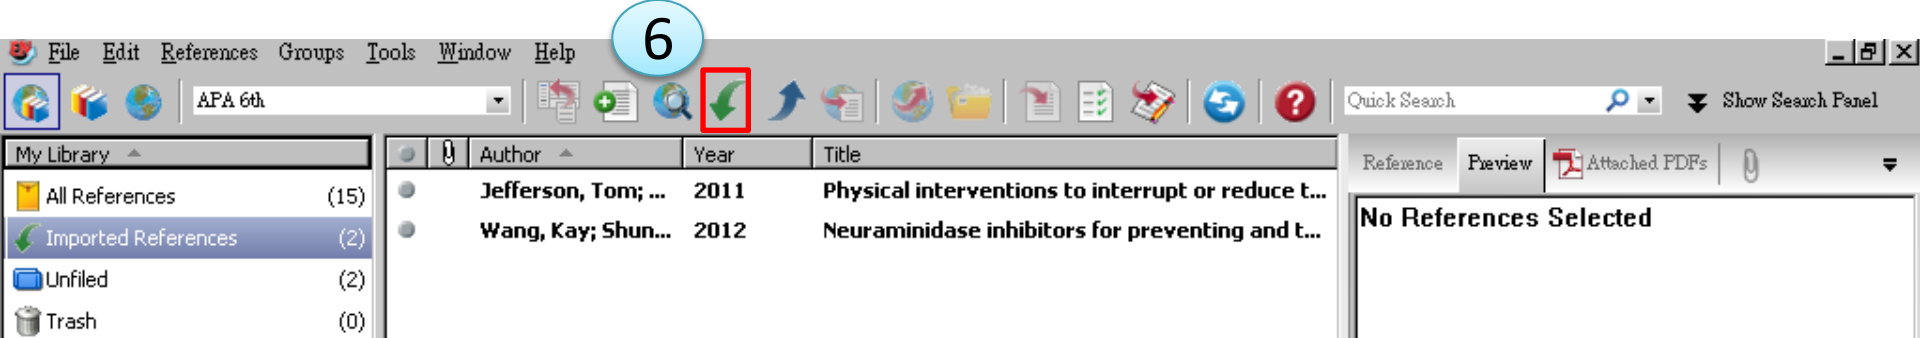 6
File Edit References Groups Tools Window Help
APA 6th
Quick Search
Show Search Panel
My Library
Author Year Title
Reference Preview Attached PDFs
All References (15)
Jefferson, Tom; ... 2011 Physical interventions to interrupt or reduce t...
No References Selected
Imported References (2)
Wang, Kay; Shun... 2012 Neuraminidase inhibitors for preventing and t...
Unfiled (2)
Trash (0)